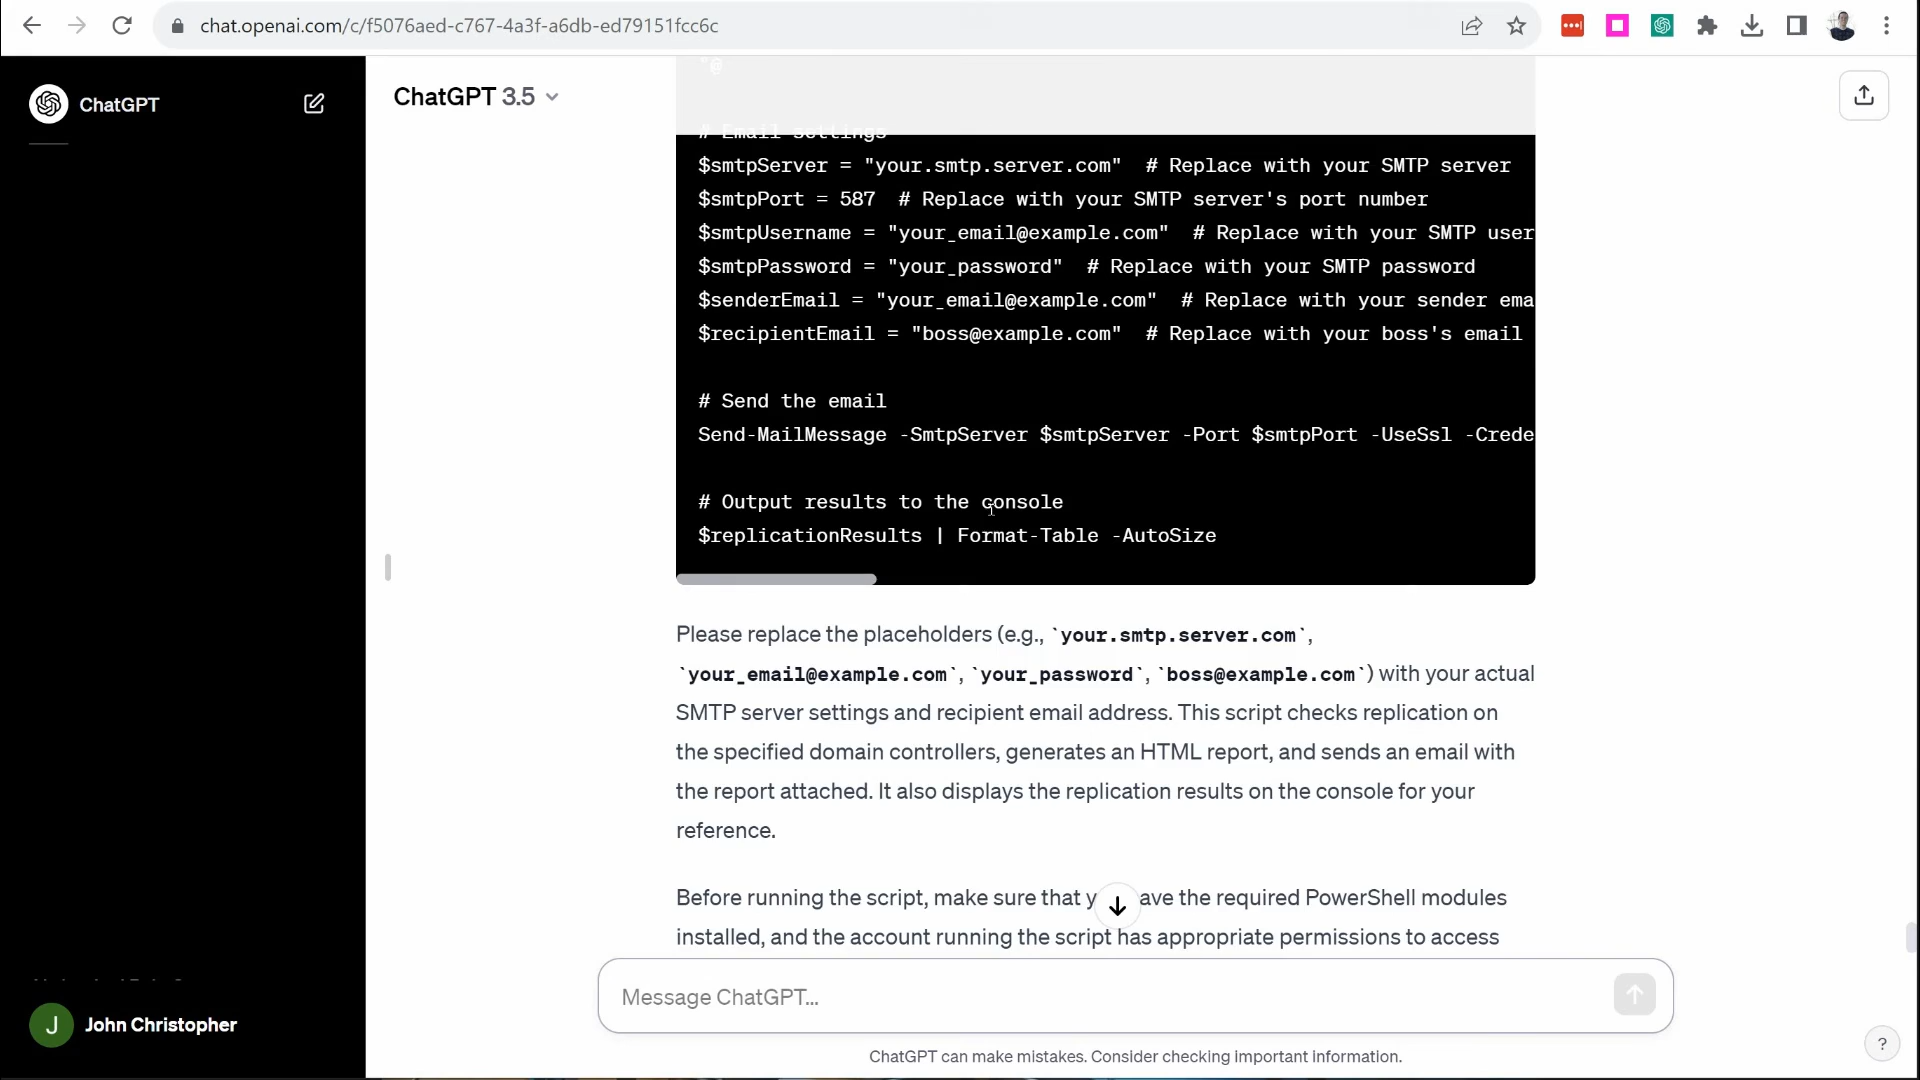 chat.openai.com/c/f5076aed-c767-4a3f-a6db-ed79151fcc6c
ChatGPT
ChatGPT 3.5
"@
# Email settings
$smtpServer = "your.smtp.server.com"  # Replace with your SMTP server
$smtpPort = 587  # Replace with your SMTP server's port number
$smtpUsername = "your_email@example.com"  # Replace with your SMTP user
$smtpPassword = "your_password"  # Replace with your SMTP password
$senderEmail = "your_email@example.com"  # Replace with your sender ema
$recipientEmail = "boss@example.com"  # Replace with your boss's email
# Send the email
Send-MailMessage -SmtpServer $smtpServer -Port $smtpPort -UseSsl -Crede
# Output results to the console
$replicationResults | Format-Table -AutoSize
Please replace the placeholders (e.g., `your.smtp.server.com`,
`your_email@example.com`, `your_password`, `boss@example.com`) with your actual
SMTP server settings and recipient email address. This script checks replication on
the specified domain controllers, generates an HTML report, and sends an email with
the report attached. It also displays the replication results on the console for your
reference.
Before running the script, make sure that y ave the required PowerShell modules
installed, and the account running the script has appropriate permissions to access
Message ChatGPT...
J
John Christopher
ChatGPT can make mistakes. Consider checking important information.
?